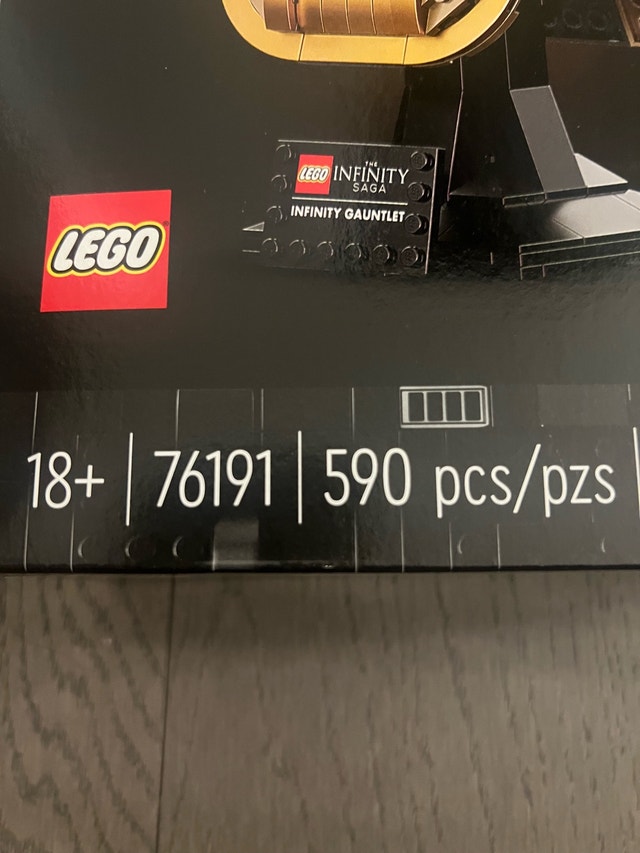 LEGO THE INFINITY
SAGA
INFINITY GAUNTLET
LEGO
18+ | 76191 | 590 pcs/pzs